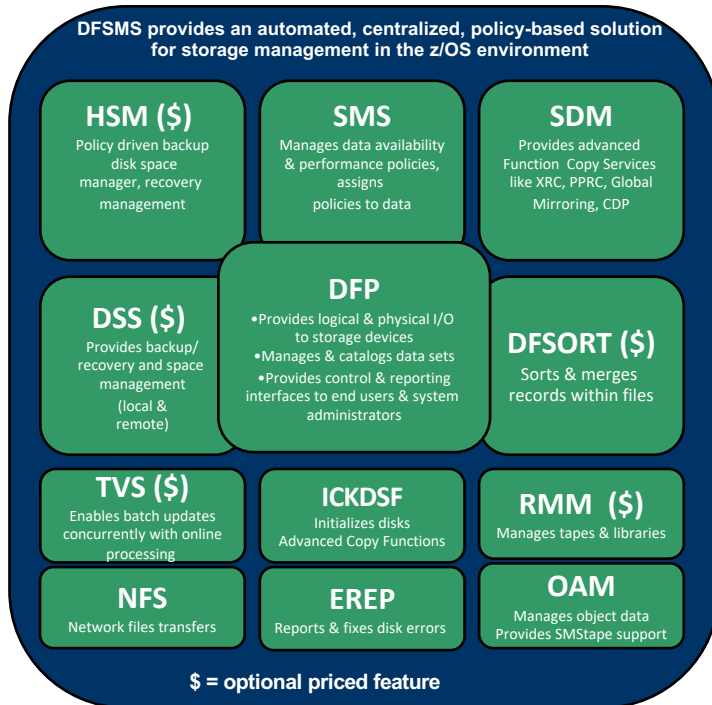 DFSMS provides an automated, centralized, policy-based solution
for storage management in the z/OS environment
HSM ($)
Policy driven backup
disk space
manager, recovery
management
SMS
Manages data availability
& performance policies,
assigns
policies to data
SDM
Provides advanced
Function Copy Services
like XRC, PPRC, Global
Mirroring, CDP
DSS ($)
Provides backup/
recovery and space
management
(local &
remote)
DFP
•Provides logical & physical I/O
to storage devices
•Manages & catalogs data sets
•Provides control & reporting
interfaces to end users & system
administrators
DFSORT ($)
Sorts & merges
records within files
TVS ($)
Enables batch updates
concurrently with online
processing
ICKDSF
Initializes disks
Advanced Copy Functions
RMM ($)
Manages tapes & libraries
NFS
Network files transfers
EREP
Reports & fixes disk errors
OAM
Manages object data
Provides SMStape support
$ = optional priced feature